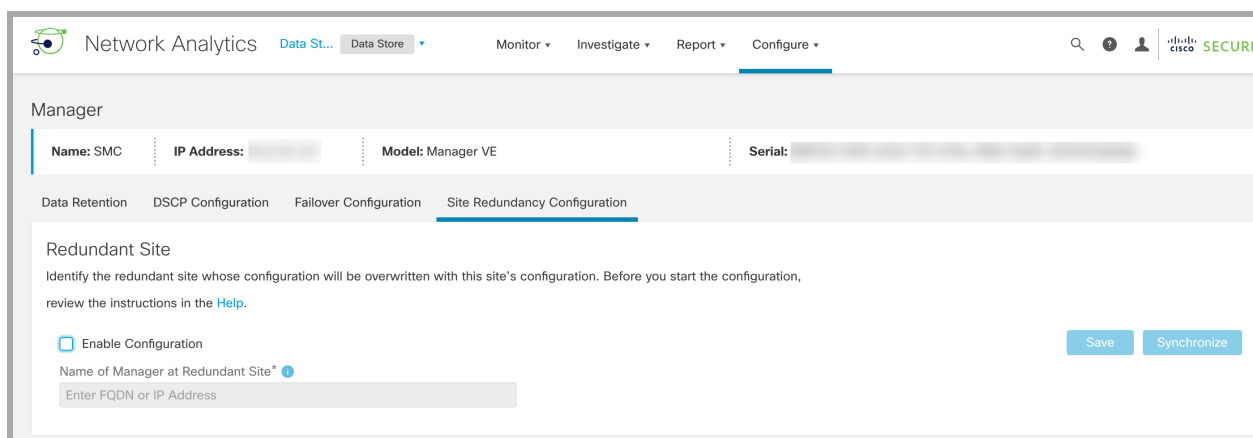 Network Analytics Data St... Data Store Monitor Investigate Report Configure cisco SECURE
Manager
Name: SMC IP Address: Model: Manager VE Serial:
Data Retention DSCP Configuration Failover Configuration Site Redundancy Configuration
Redundant Site
Identify the redundant site whose configuration will be overwritten with this site's configuration. Before you start the configuration,
review the instructions in the Help.
Enable Configuration Save Synchronize
Name of Manager at Redundant Site* i
Enter FQDN or IP Address